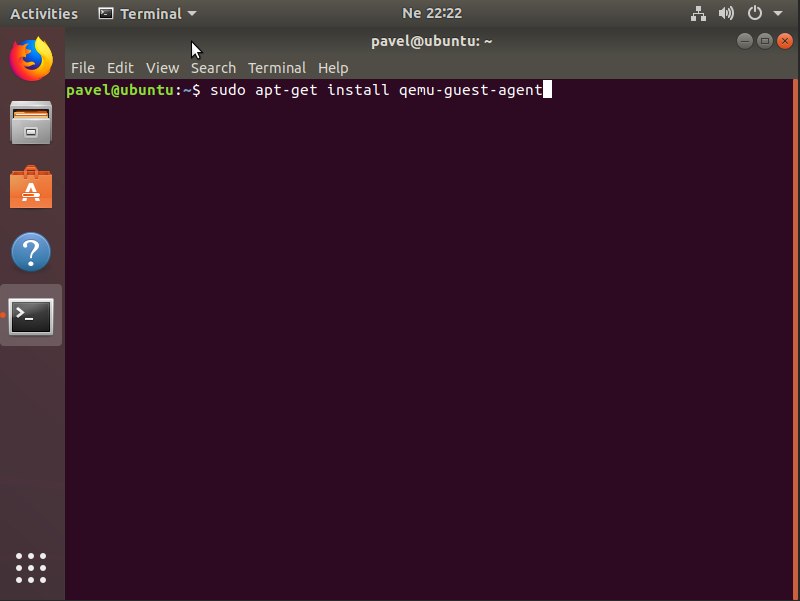 Activities Terminal Ne 22:22
pavel@ubuntu: ~
File Edit View Search Terminal Help
pavel@ubuntu:~$ sudo apt-get install qemu-guest-agent